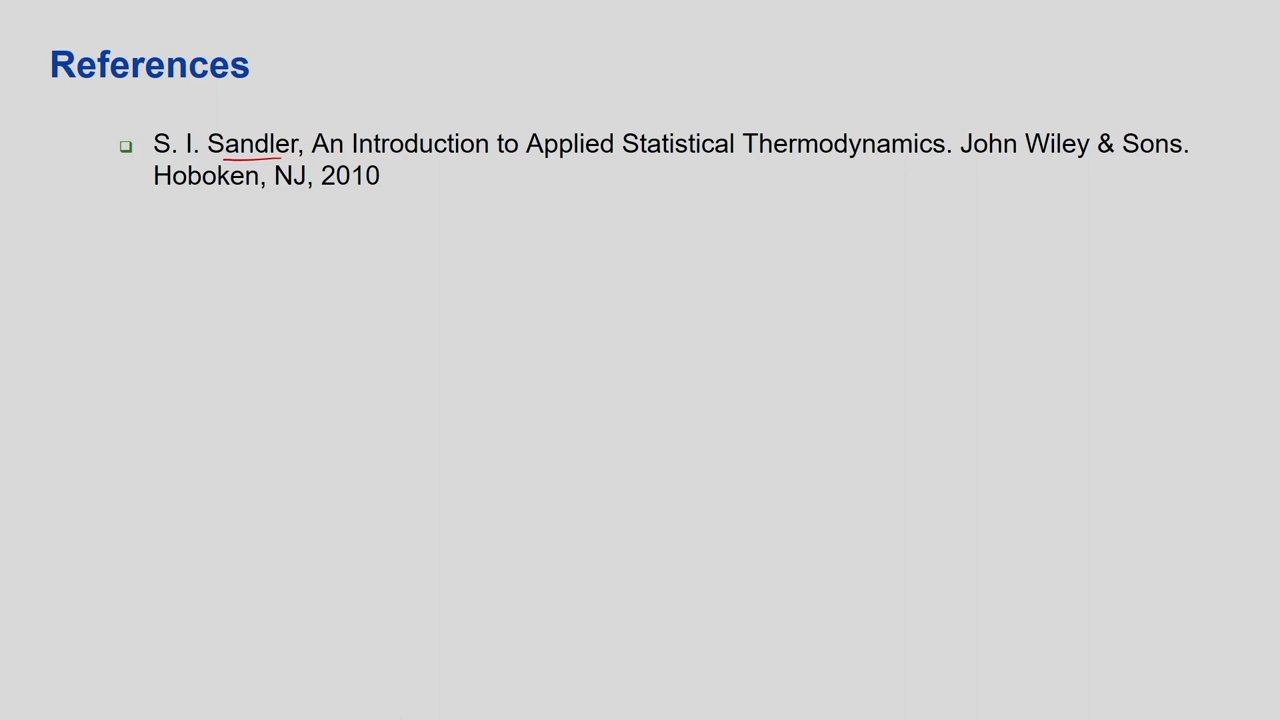 References
S. I. Sandler, An Introduction to Applied Statistical Thermodynamics. John Wiley & Sons.
Hoboken, NJ, 2010